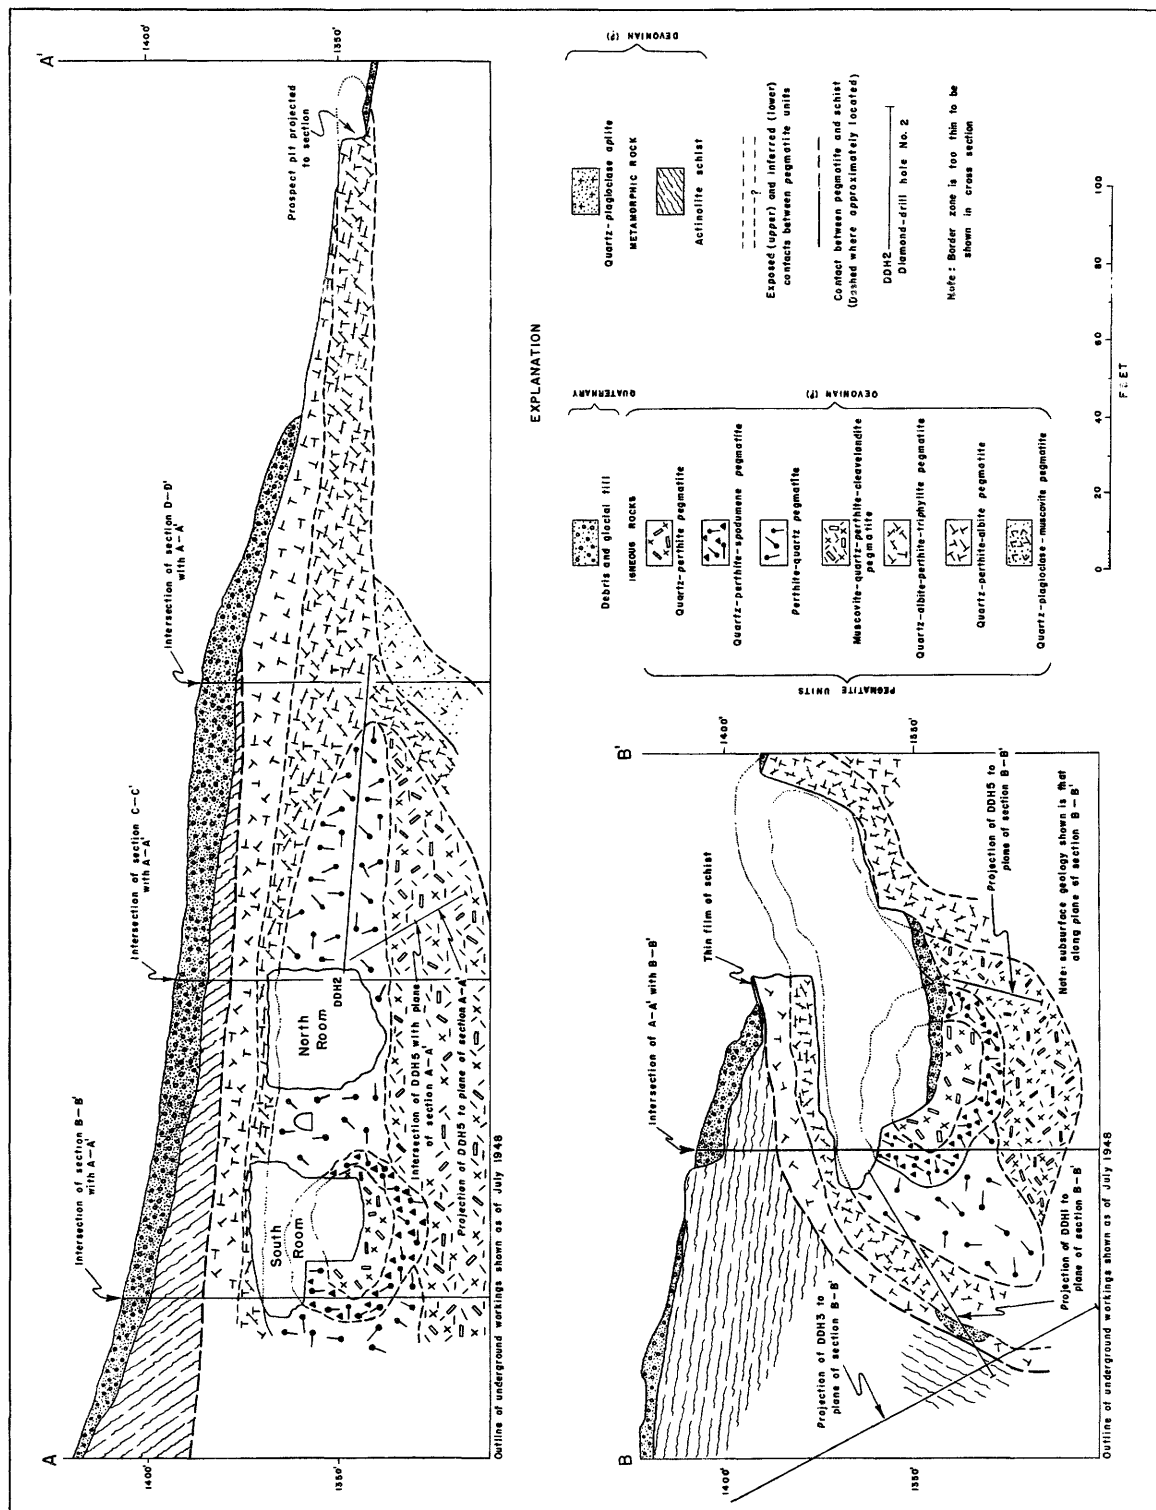 A
A'
1400'
1350'
1400'
1350'
Intersection of section B-B'
with A-A'
Intersection of section C-C'
with A-A'
Intersection of section D-D'
with A-A'
Prospect pit projected
to section
South
Room
North
Room
DDH2
Intersection of DDH5 with plane
of section A-A'
Projection of DDH5 to plane of section A-A'
Outline of underground workings shown as of July 1948
B
B'
1400'
1350'
1400'
1350'
Intersection of A-A' with B-B'
Thin film of schist
Projection of DDH3 to
plane of section B-B'
Projection of DDH1 to
plane of section B-B'
Projection of DDH5 to
plane of section B-B'
Note: subsurface geology shown is that
along plane of section B-B'
Outline of underground workings shown as of July 1948
EXPLANATION
QUATERNARY
Debris and glacial till
IGNEOUS ROCKS
PEGMATITE UNITS
DEVONIAN (?)
Quartz-perthite pegmatite
Quartz-perthite-spodumene pegmatite
Perthite-quartz pegmatite
Muscovite-quartz-perthite-cleavelandite
pegmatite
Quartz-albite-perthite-triphylite pegmatite
Quartz-perthite-albite pegmatite
Quartz-plagioclase-muscovite pegmatite
DEVONIAN (?)
Quartz-plagioclase aplite
METAMORPHIC ROCK
Actinolite schist
?
Exposed (upper) and inferred (lower)
contacts between pegmatite units
Contact between pegmatite and schist
(Dashed where approximately located)
DDH2
Diamond-drill hole No. 2
Note: Border zone is too thin to be
shown in cross section
0 20 40 60 80 100
FEET